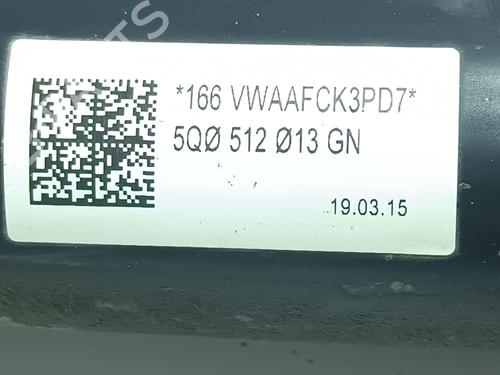 *166 VWAAFCK3PD7*
5QØ 512 Ø13 GN
19.03.15